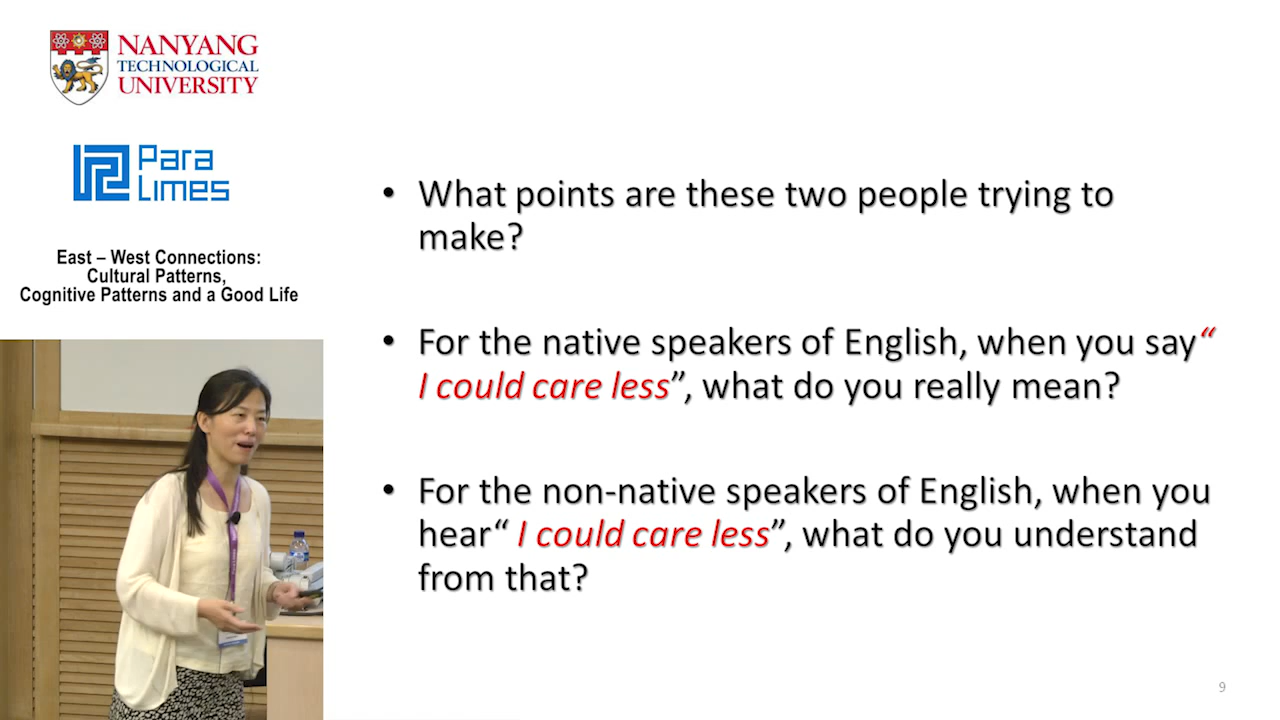 NANYANG
TECHNOLOGICAL
UNIVERSITY
Para
Limes
East – West Connections:
Cultural Patterns,
Cognitive Patterns and a Good Life
• What points are these two people trying to
make?
• For the native speakers of English, when you say“
I could care less”, what do you really mean?
• For the non-native speakers of English, when you
hear“ I could care less”, what do you understand
from that?
9